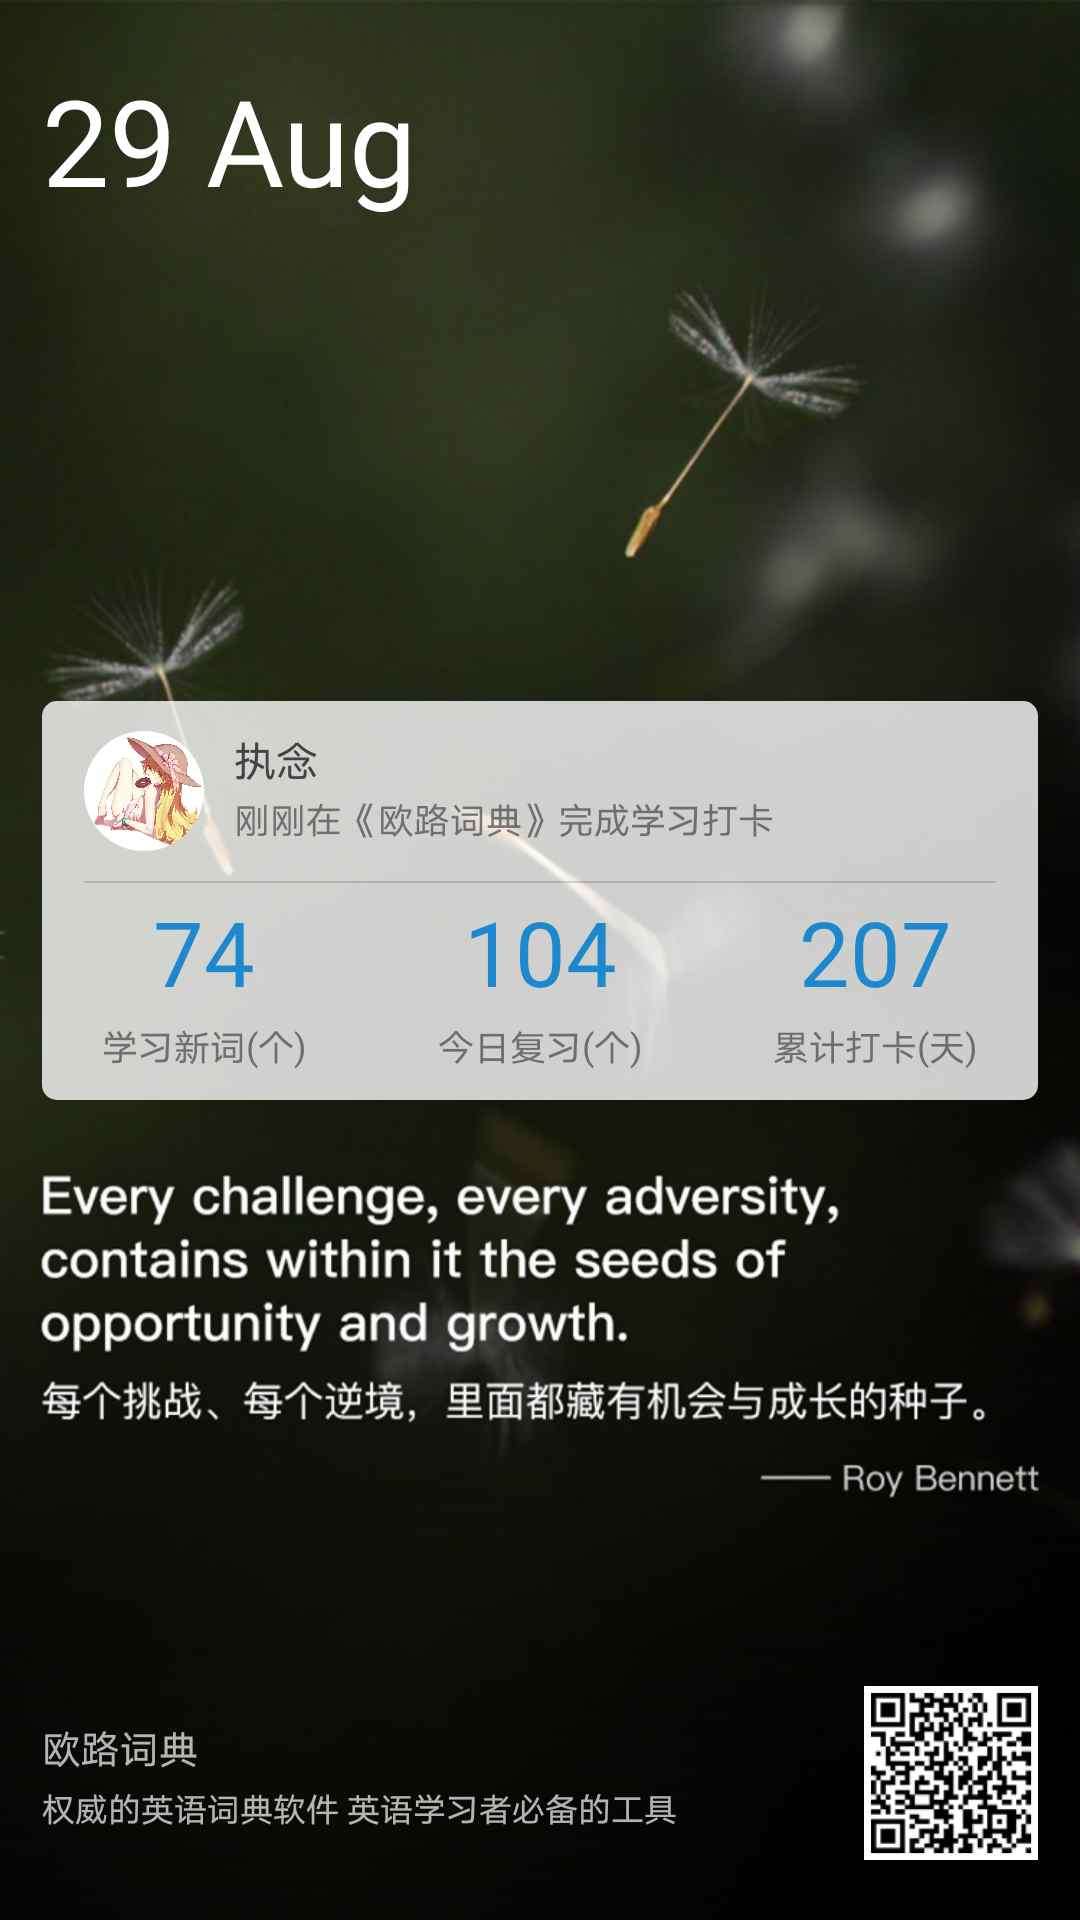 29 Aug
执念
刚刚在《欧路词典》完成学习打卡
74
104
207
学习新词(个)
今日复习(个)
累计打卡(天)
Every challenge, every adversity,
contains within it the seeds of
opportunity and growth.
每个挑战、每个逆境，里面都藏有机会与成长的种子。
—— Roy Bennett
欧路词典
权威的英语词典软件 英语学习者必备的工具